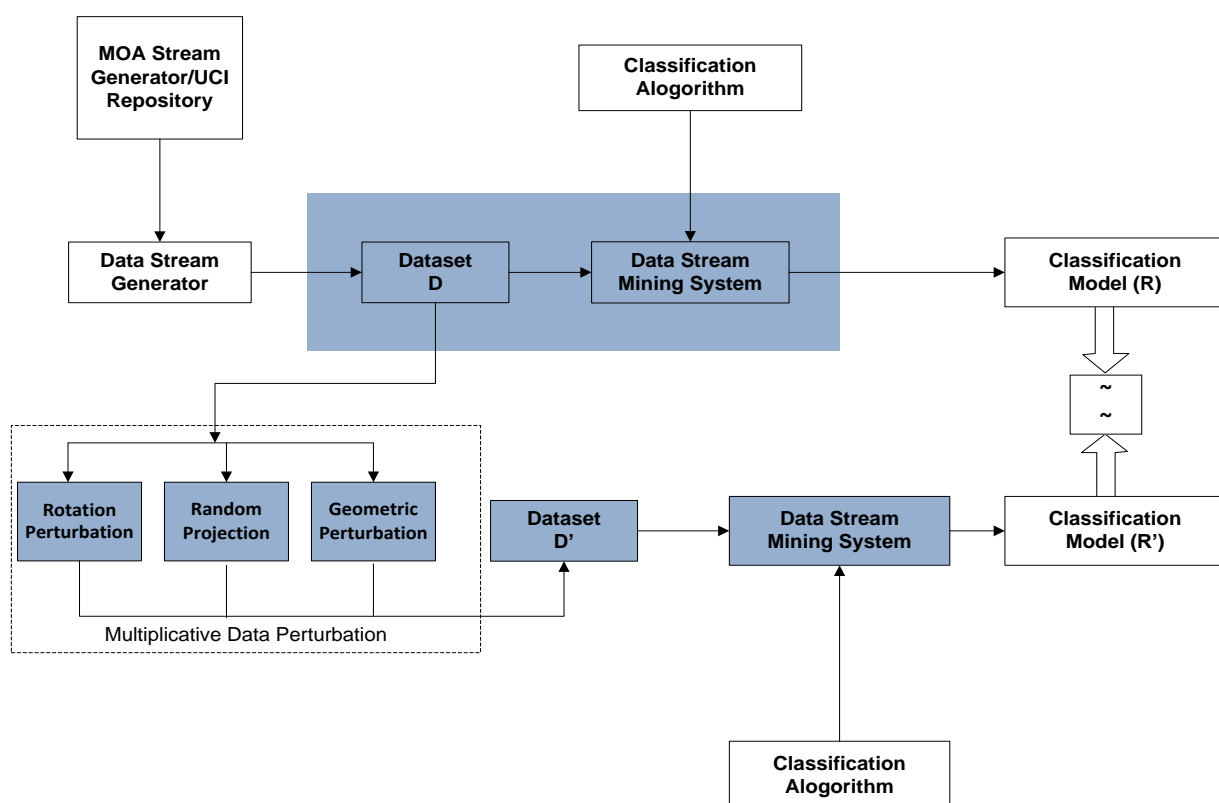 MOA Stream
Generator/UCI
Repository
Classification
Alogorithm
Data Stream
Generator
Dataset
D
Data Stream
Mining System
Classification
Model (R)
~
~
Rotation
Perturbation
Random
Projection
Geometric
Perturbation
Dataset
D’
Data Stream
Mining System
Classification
Model (R’)
Multiplicative Data Perturbation
Classification
Alogorithm